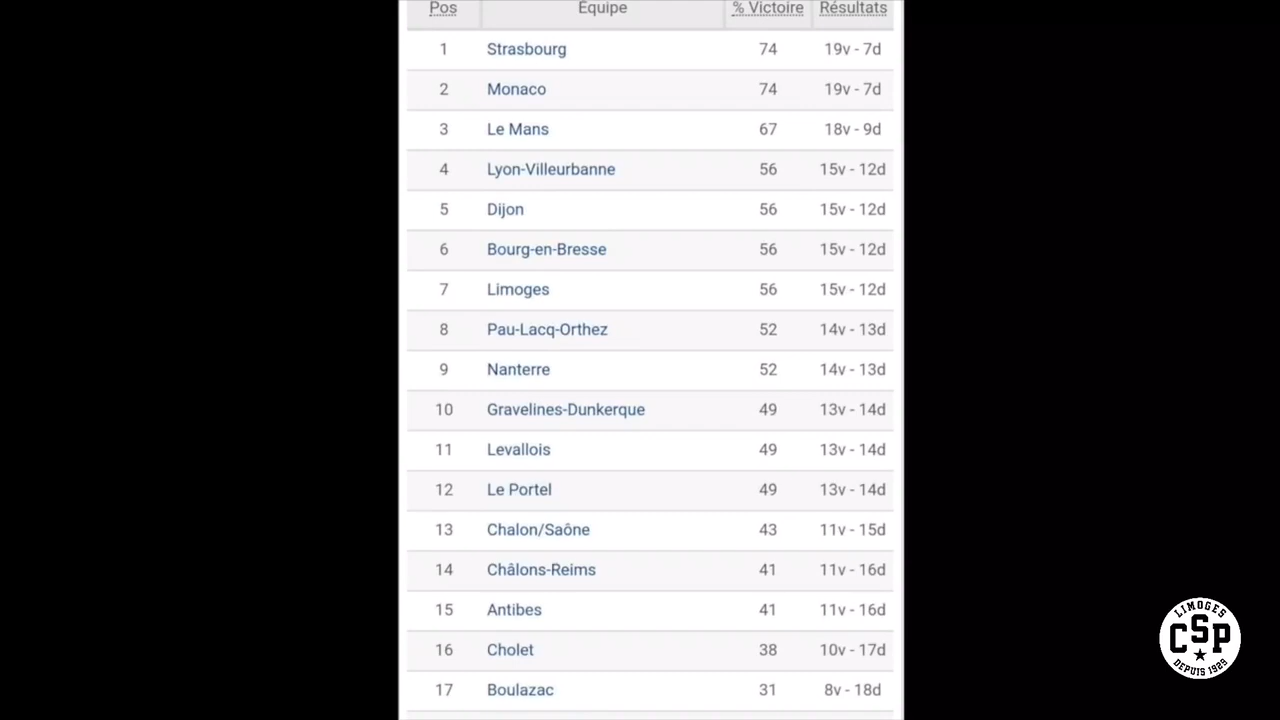 Pos Équipe % Victoire Résultats
1 Strasbourg 74 19v - 7d
2 Monaco 74 19v - 7d
3 Le Mans 67 18v - 9d
4 Lyon-Villeurbanne 56 15v - 12d
5 Dijon 56 15v - 12d
6 Bourg-en-Bresse 56 15v - 12d
7 Limoges 56 15v - 12d
8 Pau-Lacq-Orthez 52 14v - 13d
9 Nanterre 52 14v - 13d
10 Gravelines-Dunkerque 49 13v - 14d
11 Levallois 49 13v - 14d
12 Le Portel 49 13v - 14d
13 Chalon/Saône 43 11v - 15d
14 Châlons-Reims 41 11v - 16d
15 Antibes 41 11v - 16d
16 Cholet 38 10v - 17d
17 Boulazac 31 8v - 18d
LIMOGES
CSP
DEPUIS 1929